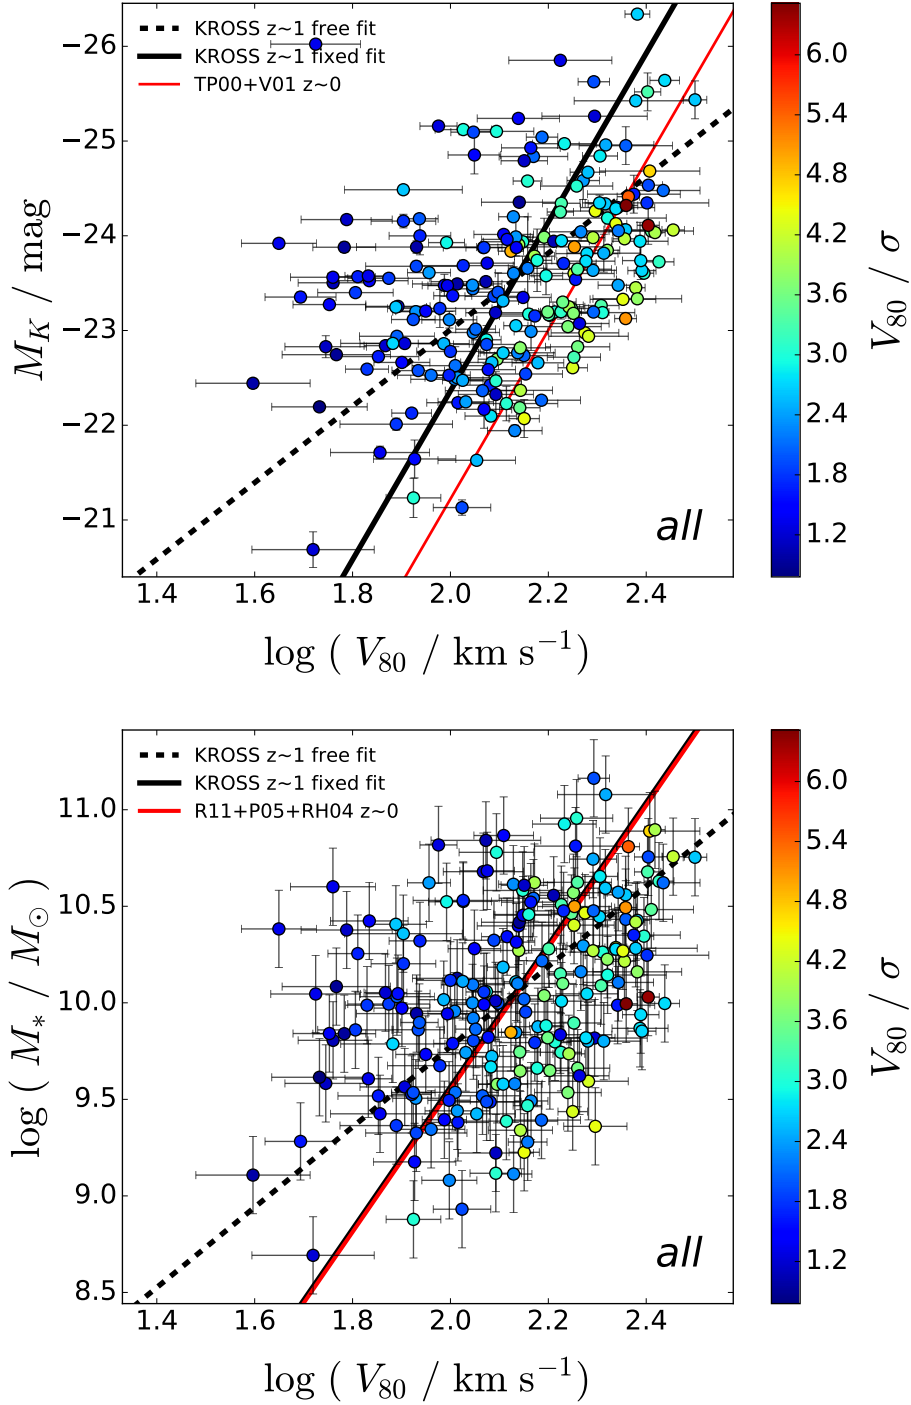 KROSS z~1 free fit
KROSS z~1 fixed fit
TP00+V01 z~0
−26
−25
−24
−23
−22
−21
M_K / mag
all
1.4 1.6 1.8 2.0 2.2 2.4
log ( V_80 / km s^−1)
6.0
5.4
4.8
4.2
3.6
3.0
2.4
1.8
1.2
V_80 / σ
KROSS z~1 free fit
KROSS z~1 fixed fit
R11+P05+RH04 z~0
11.0
10.5
10.0
9.5
9.0
8.5
log ( M_* / M_⊙)
all
1.4 1.6 1.8 2.0 2.2 2.4
log ( V_80 / km s^−1)
6.0
5.4
4.8
4.2
3.6
3.0
2.4
1.8
1.2
V_80 / σ